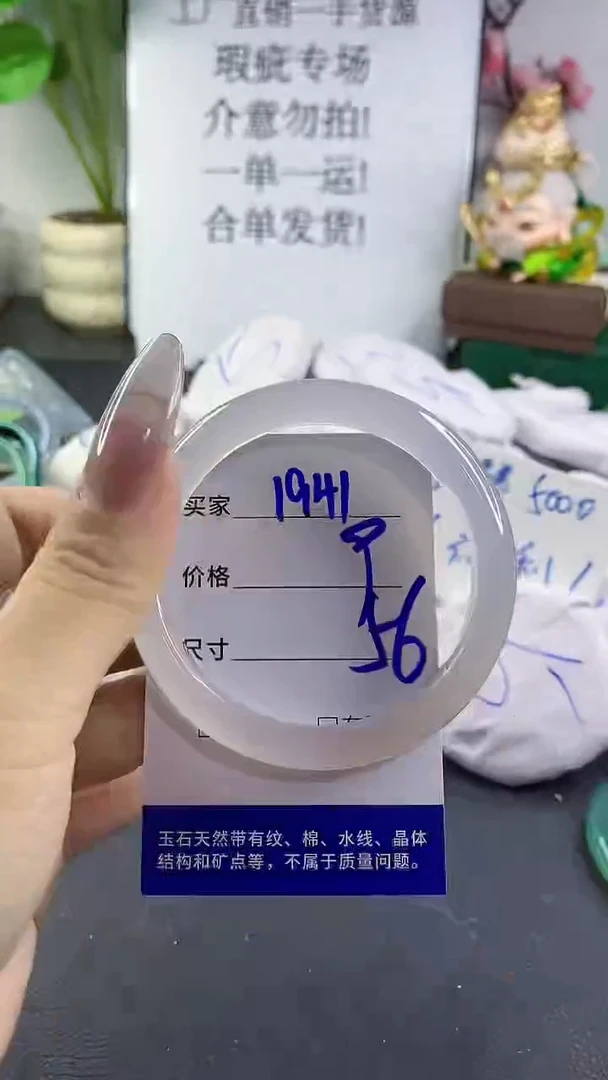 工厂直销一手货源
瑕疵专场
介意勿拍!
一单一运!
合单发货!
买家 1941
价格
尺寸 56
5000
玉石天然带有纹、棉、水线、晶体
结构和矿点等，不属于质量问题。